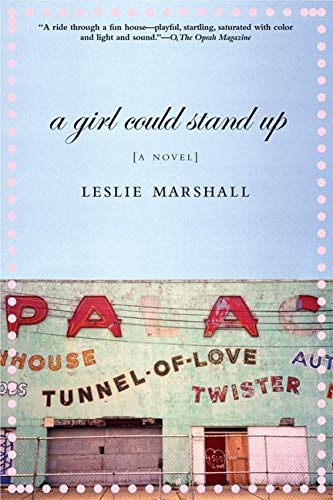 “A ride through a fun house—playful, startling, saturated with color
and light and sound.”—O, The Oprah Magazine
a girl could stand up
[A NOVEL]
LESLIE MARSHALL
PALAC
NHOUSE
TUNNEL-OF-LOVE
AUT
OBS
TWISTER